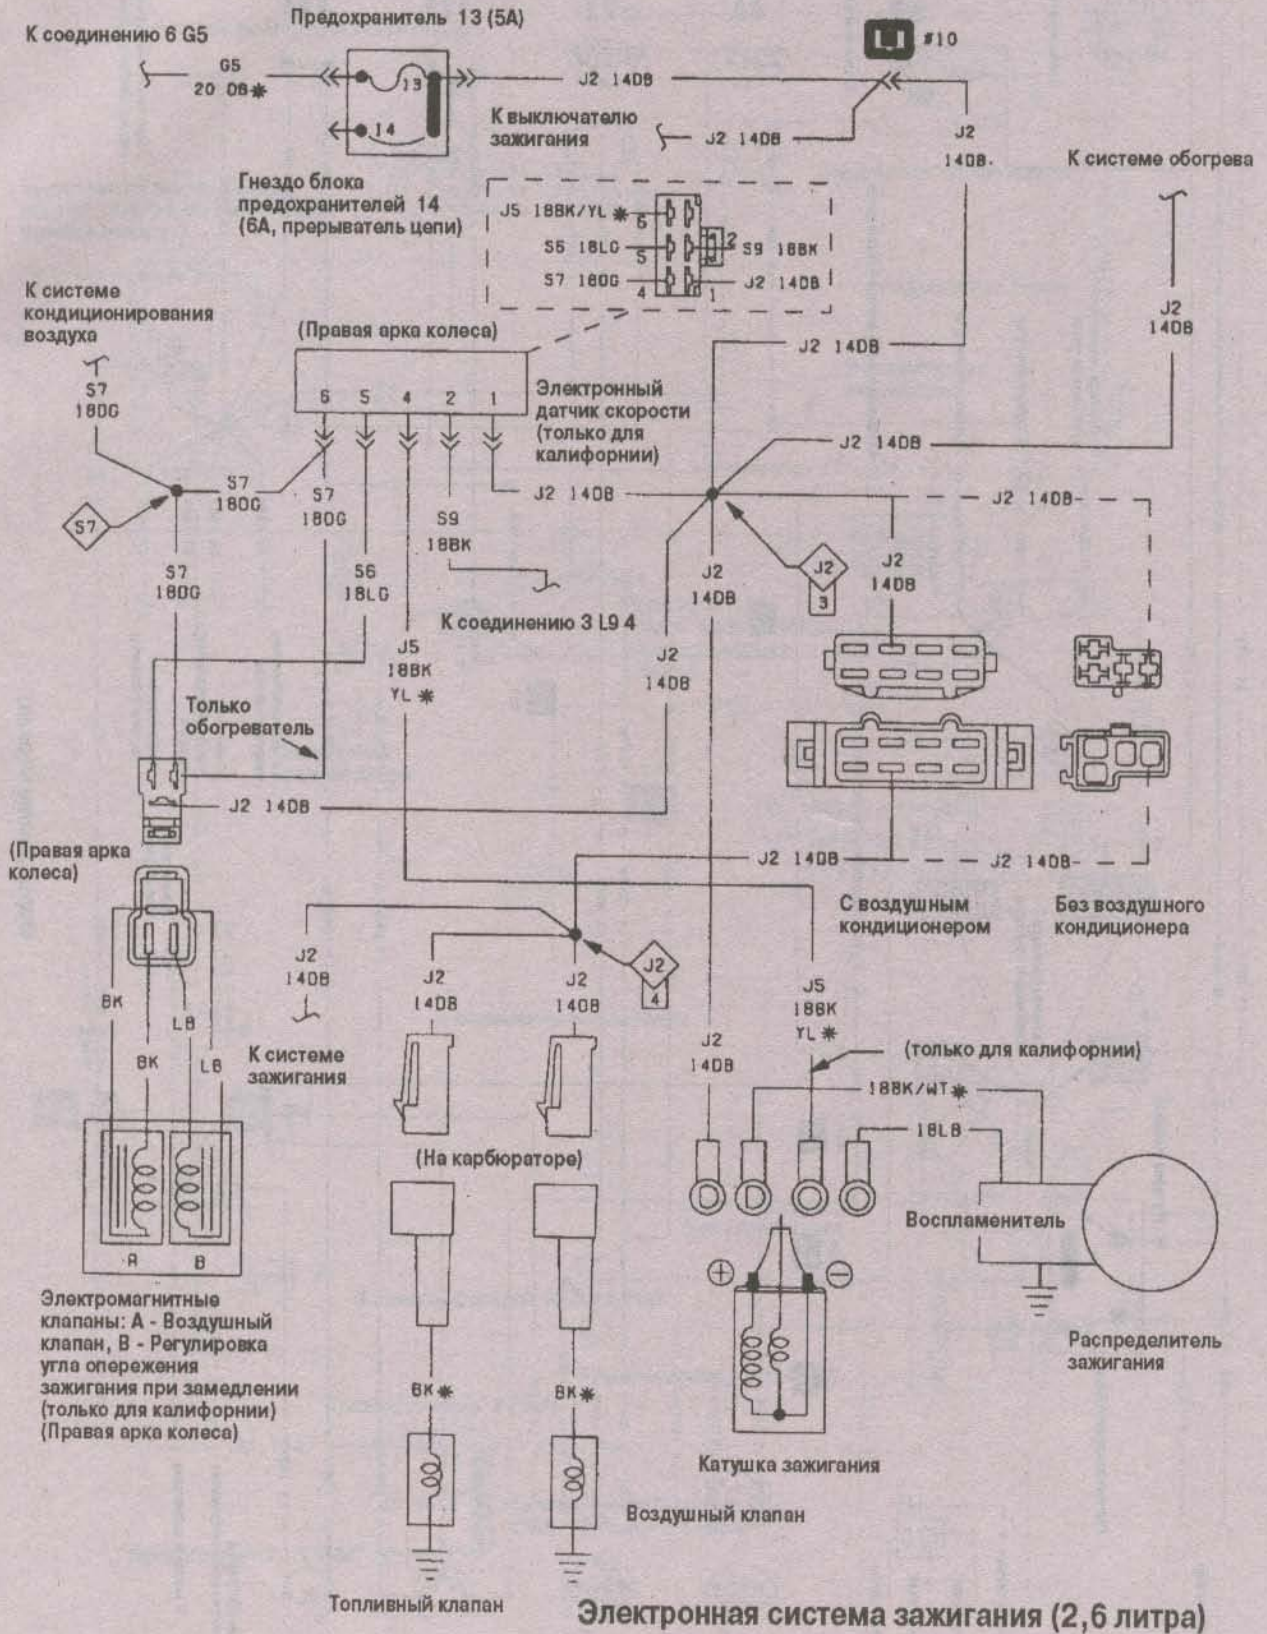 Предохранитель 13 (5А)
К соединению 6 G5
#10
G5
20 DB✱
13
14
J2 14DB
К выключателю
зажигания
J2 14DB
J2
14DB
К системе обогрева
Гнездо блока
предохранителей 14
(6А, прерыватель цепи)
J5 18BK/YL ✱
6
S6 18LG
5
2
S9 18BK
S7 18DG
4
1
J2 14DB
К системе
кондиционирования
воздуха
(Правая арка колеса)
J2 14DB
J2
14DB
S7
18DG
6 5 4 2 1
Электронный
датчик скорости
(только для
калифорнии)
J2 14DB
S7
18DG
S7
18DG
J2 14DB
J2 14DB
S7
S9
18BK
S7
18DG
S6
18LG
J2
14DB
J2
3
J2
14DB
К соединению 3 L9 4
J5
18BK
YL ✱
J2
14DB
Только
обогреватель
J2 14DB
(Правая арка
колеса)
J2 14DB
J2 14DB
С воздушным
кондиционером
Без воздушного
кондиционера
J2
14DB
J2
14DB
J2
14DB
J2
4
J5
18BK
YL ✱
BK
LB
BK
LB
К системе
зажигания
J2
14DB
(только для калифорнии)
18BK/WT✱
18LB
(На карбюраторе)
Воспламенитель
A
B
+
−
Электромагнитные
клапаны: А - Воздушный
клапан, В - Регулировка
угла опережения
зажигания при замедлении
(только для калифорнии)
(Правая арка колеса)
Распределитель
зажигания
BK✱
BK✱
Катушка зажигания
Воздушный клапан
Топливный клапан
Электронная система зажигания (2,6 литра)